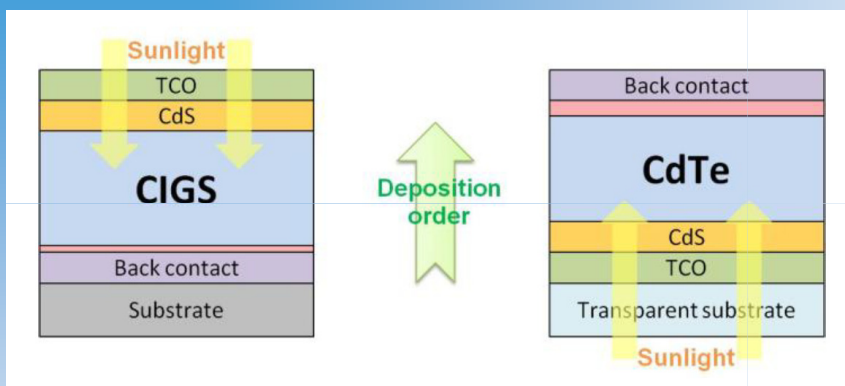 Sunlight
TCO
CdS
CIGS
Back contact
Substrate
Deposition
order
Back contact
CdTe
CdS
TCO
Transparent substrate
Sunlight